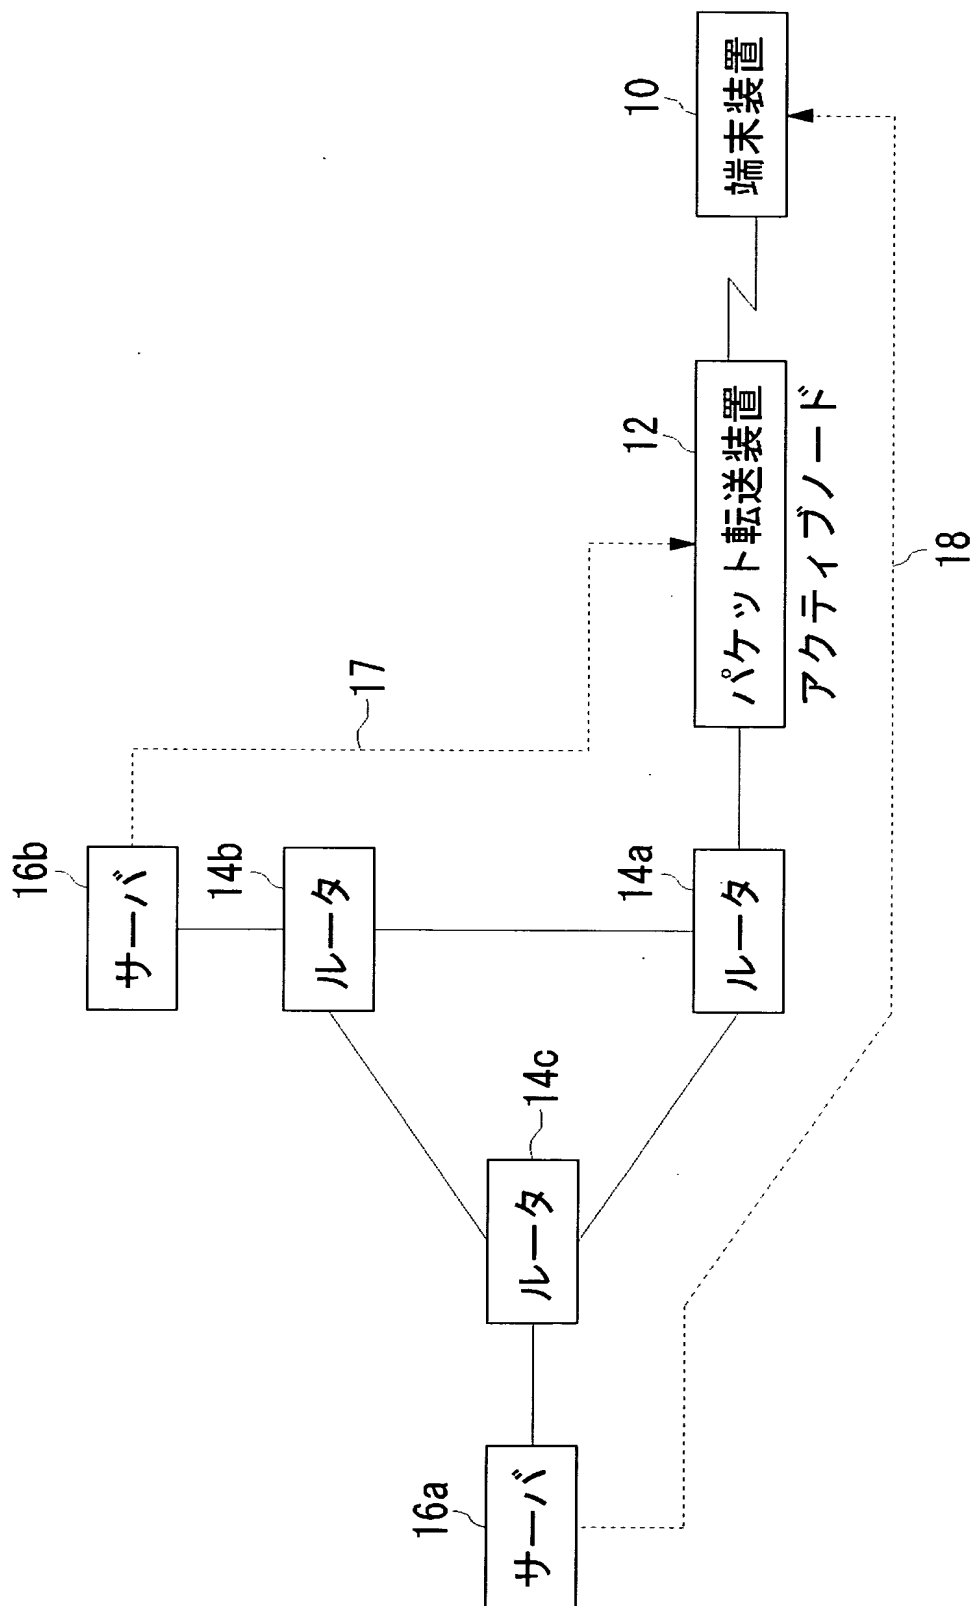 16b
サーバ
14b
ルータ
17
16a
サーバ
14c
ルータ
14a
ルータ
12
パケット転送装置
アクティブノード
10
端末装置
18